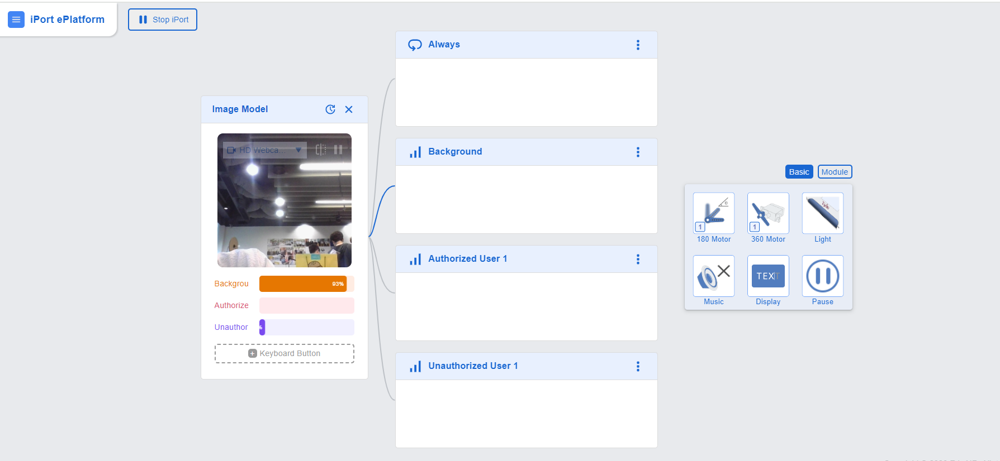 iPort ePlatform
Stop iPort
Always
Image Model
HD Webca...
Background
Basic
Module
θ
1
1
180 Motor
360 Motor
Light
Authorized User 1
TEXT
Music
Display
Pause
Backgrou
93%
Authorize
Unauthor
%
Keyboard Button
Unauthorized User 1